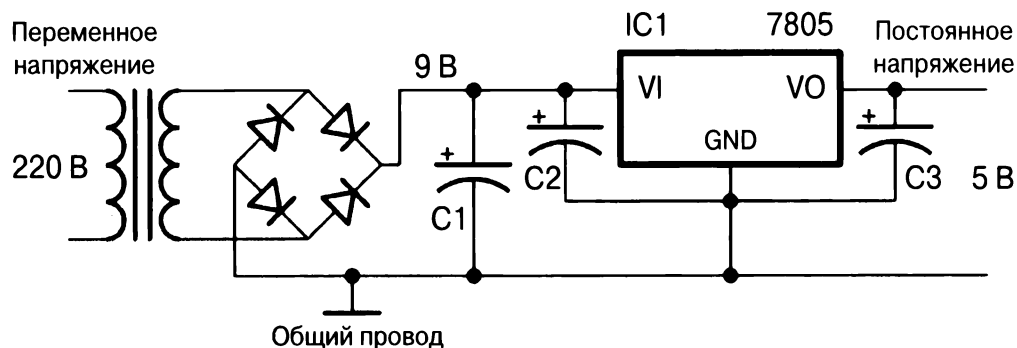 Переменное
напряжение
220 В
9 В
IC1
7805
VI
VO
GND
+
C1
+
C2
+
C3
Постоянное
напряжение
5 В
Общий провод